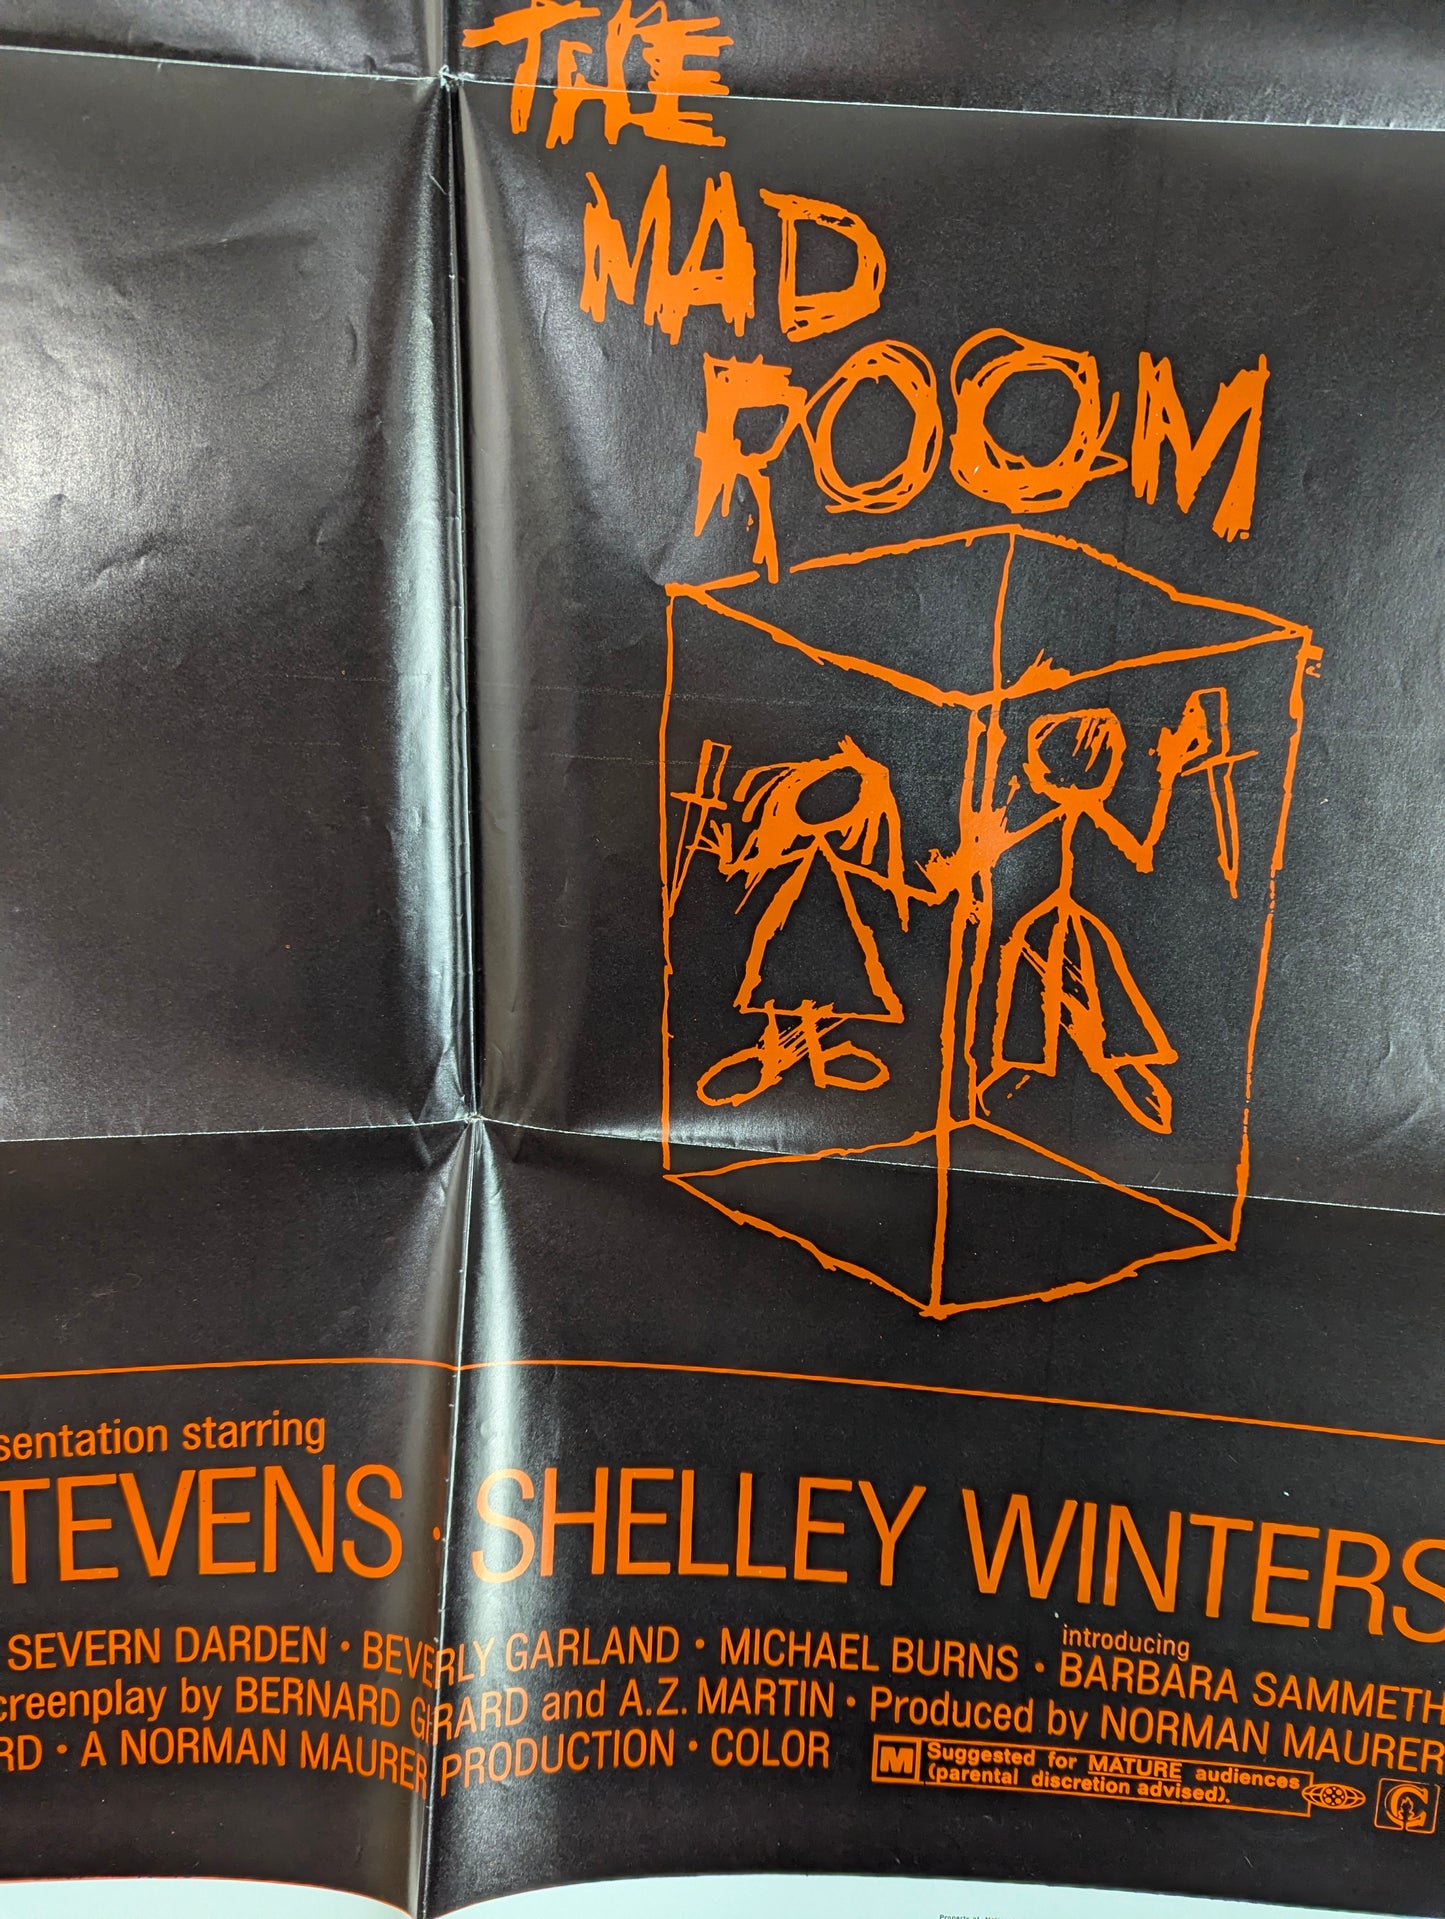 THE
MAD
ROOM
sentation starring
TEVENS · SHELLEY WINTERS
introducing
SEVERN DARDEN · BEVERLY GARLAND · MICHAEL BURNS · BARBARA SAMMETH
creenplay by BERNARD GIRARD and A.Z. MARTIN · Produced by NORMAN MAURER
RD · A NORMAN MAURER PRODUCTION · COLOR
M Suggested for MATURE audiences
(parental discretion advised).
Property of